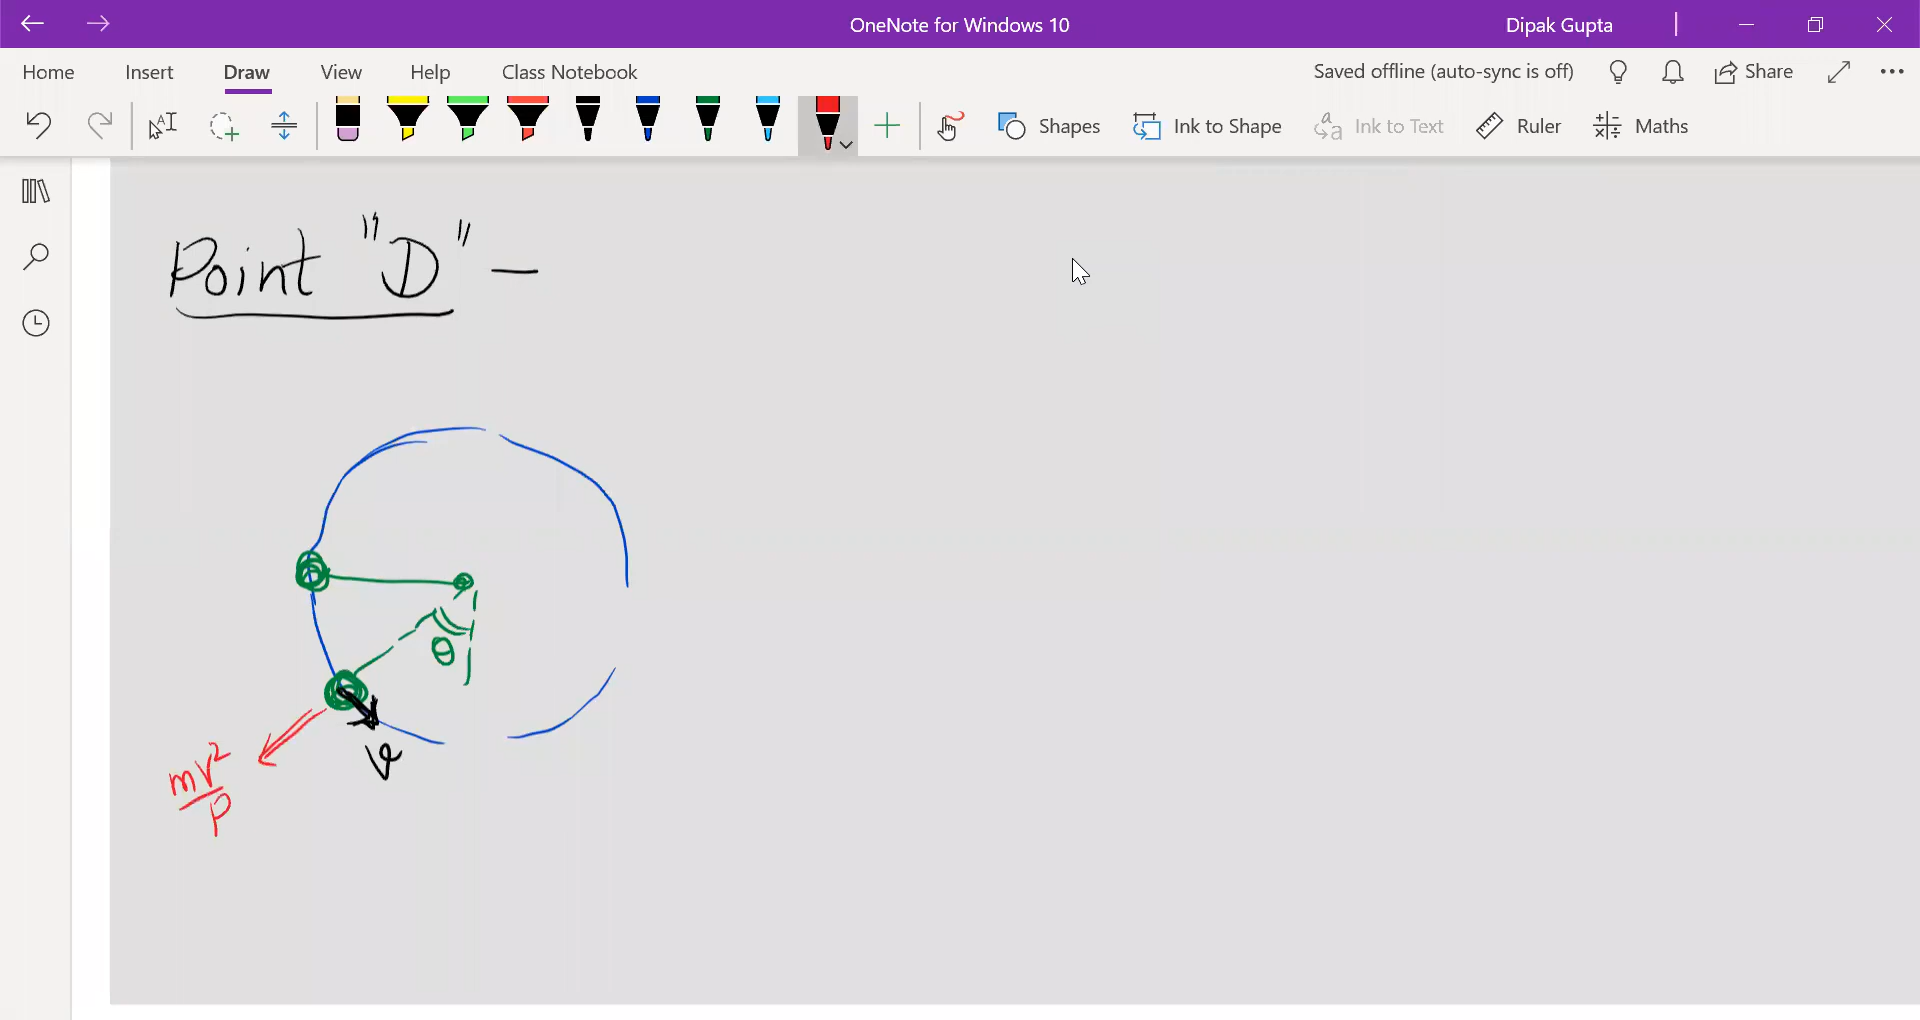 OneNote for Windows 10
Dipak Gupta
Home Insert Draw View Help Class Notebook
Saved offline (auto-sync is off) Share
Shapes Ink to Shape Ink to Text Ruler Maths
Point "D" —
θ
v
mv²
ρ